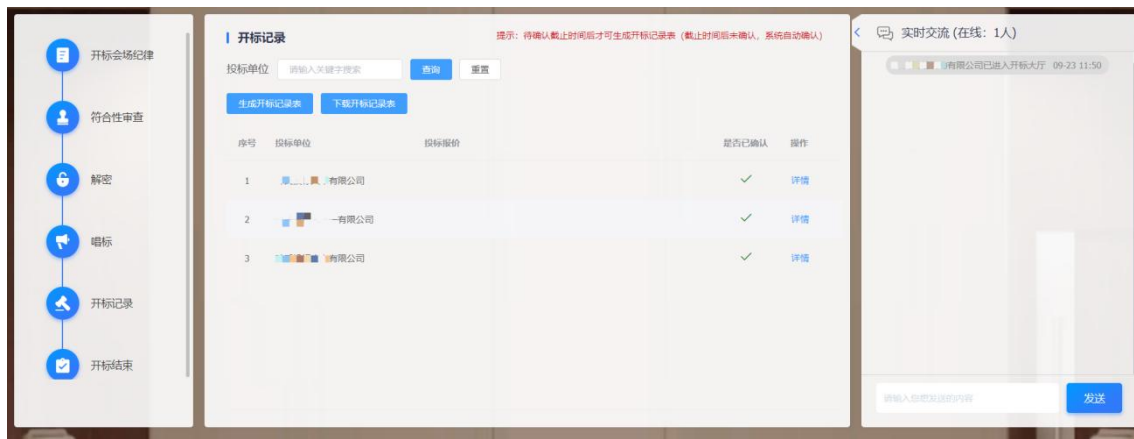 开标会场纪律
符合性审查
解密
唱标
开标记录
开标结束
开标记录
提示：待确认截止时间后才可生成开标记录表（截止时间后未确认，系统自动确认）
投标单位 请输入关键字搜索 查询 重置
生成开标记录表 下载开标记录表
序号 投标单位 投标报价 是否已确认 操作
1 有限公司 详情
2 有限公司 详情
3 有限公司 详情
实时交流 (在线：1人)
有限公司已进入开标大厅 09-23 11:50
请输入您想发送的内容 发送